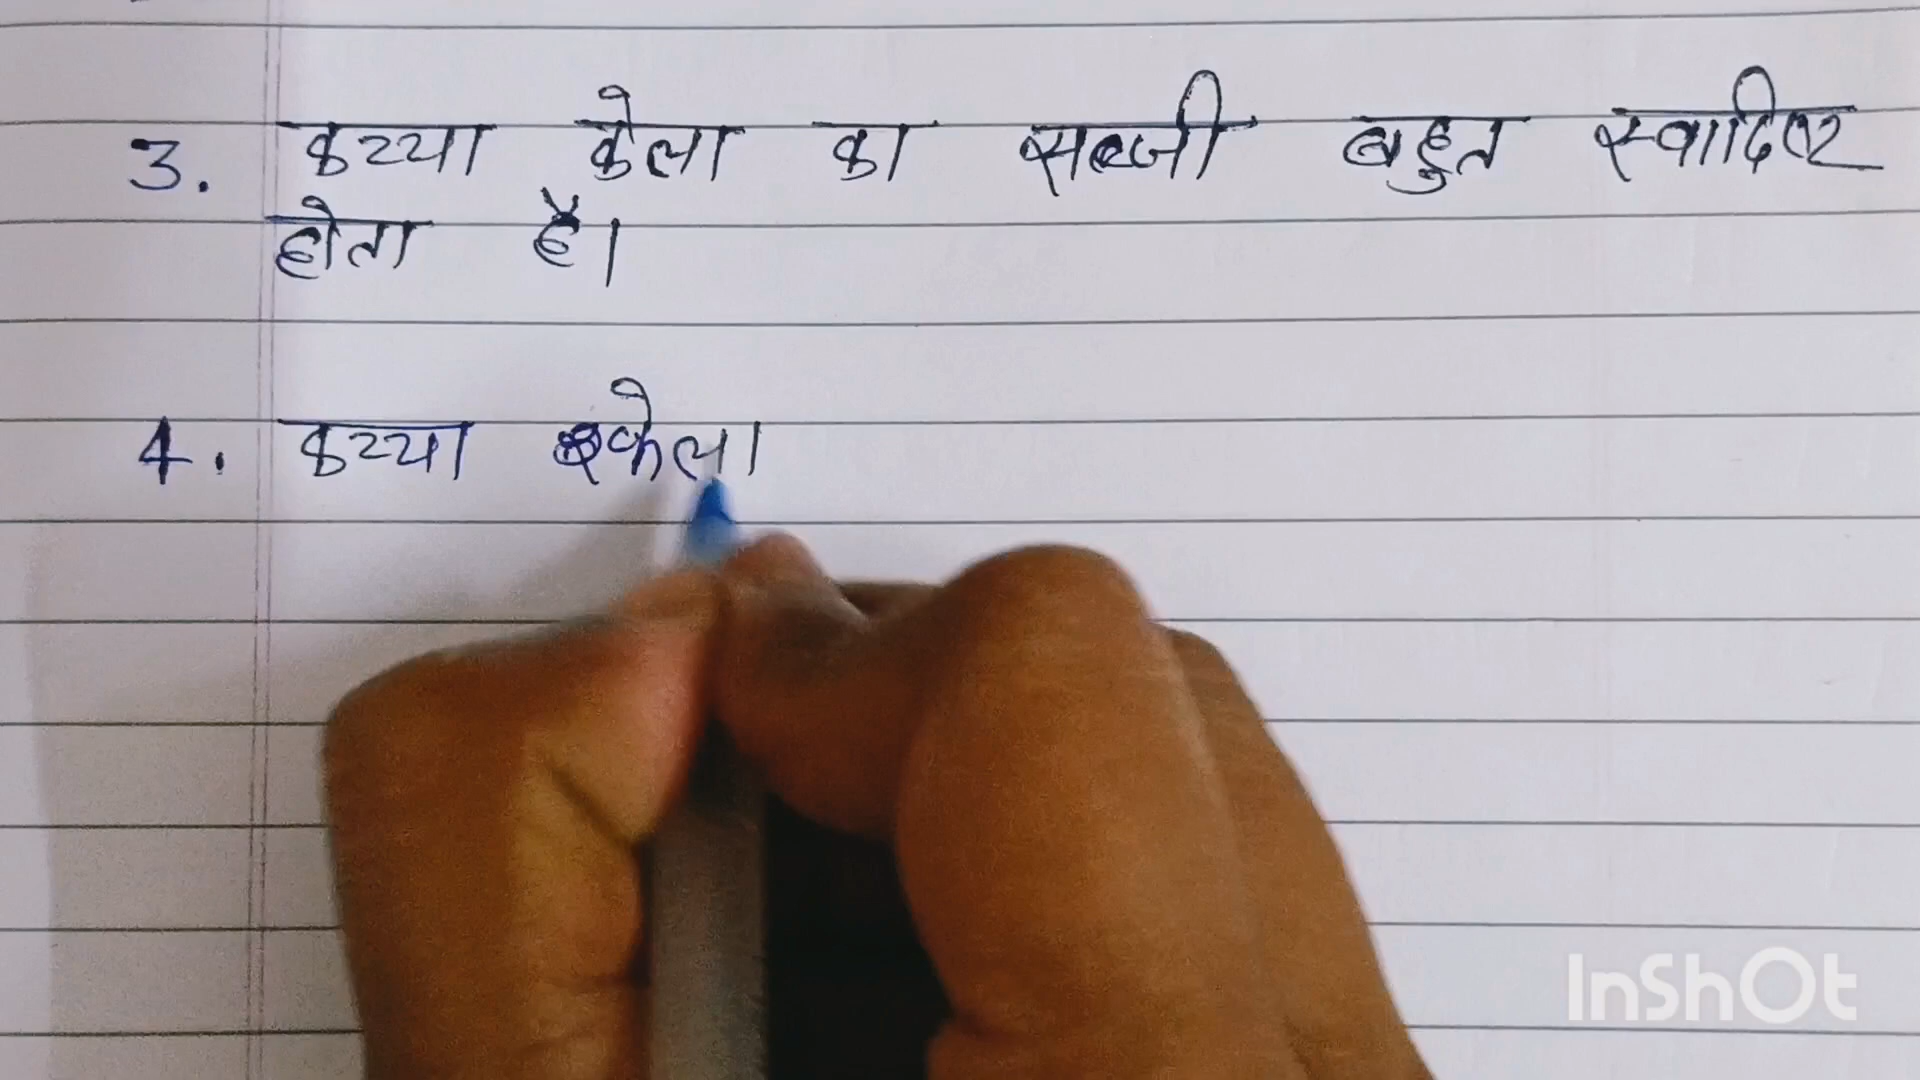 3. कच्चा केला का सब्जी बहुत स्वादिष्ट
होता है।
4. कच्चा केला
InShOt